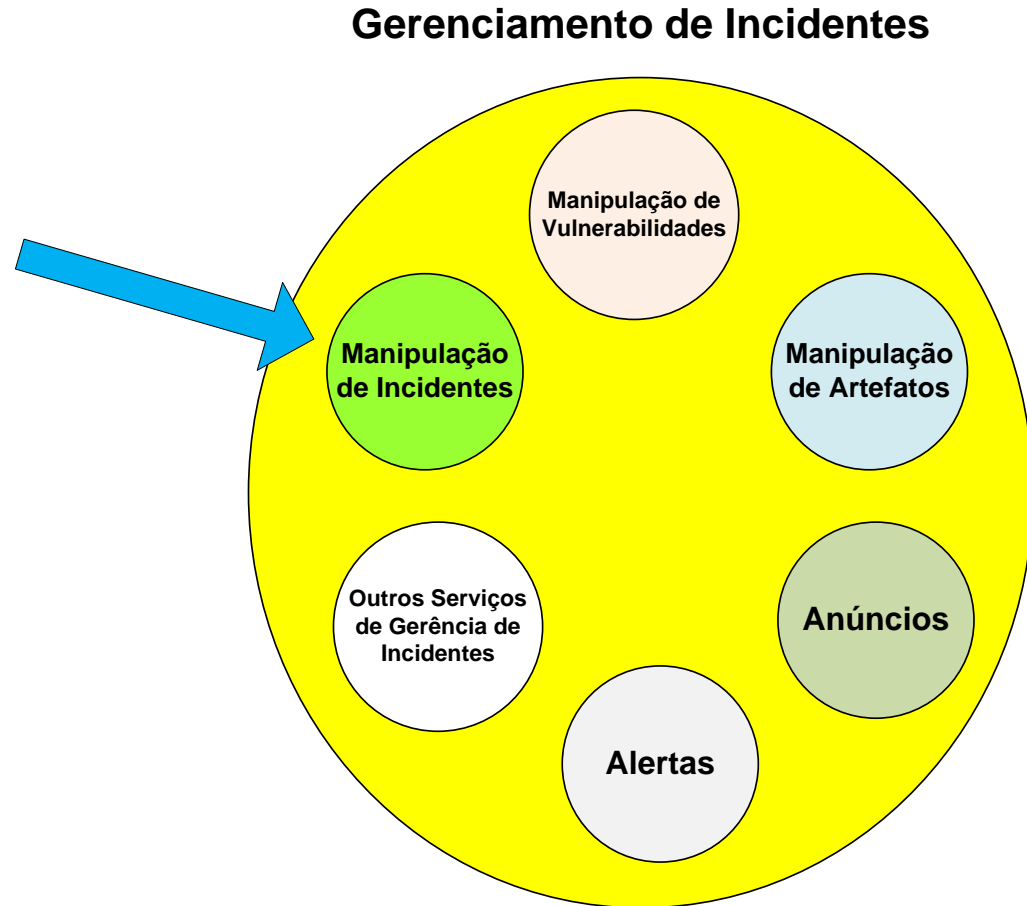 Gerenciamento de Incidentes
Manipulação de
Vulnerabilidades
Manipulação
de Incidentes
Manipulação
de Artefatos
Outros Serviços
de Gerência de
Incidentes
Anúncios
Alertas